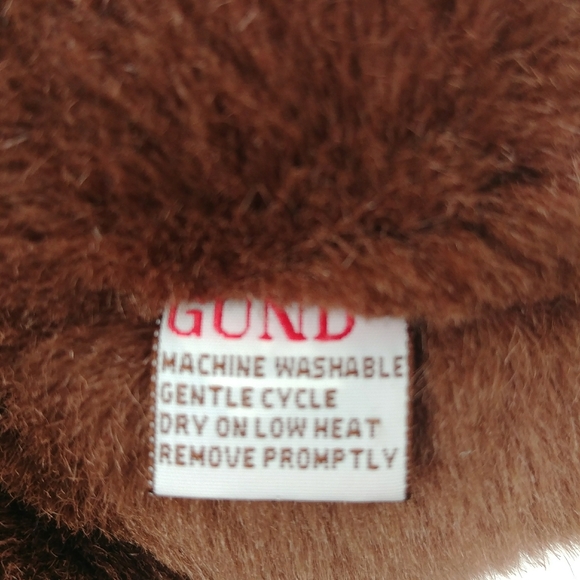 GUND
MACHINE WASHABLE
GENTLE CYCLE
DRY ON LOW HEAT
REMOVE PROMPTLY